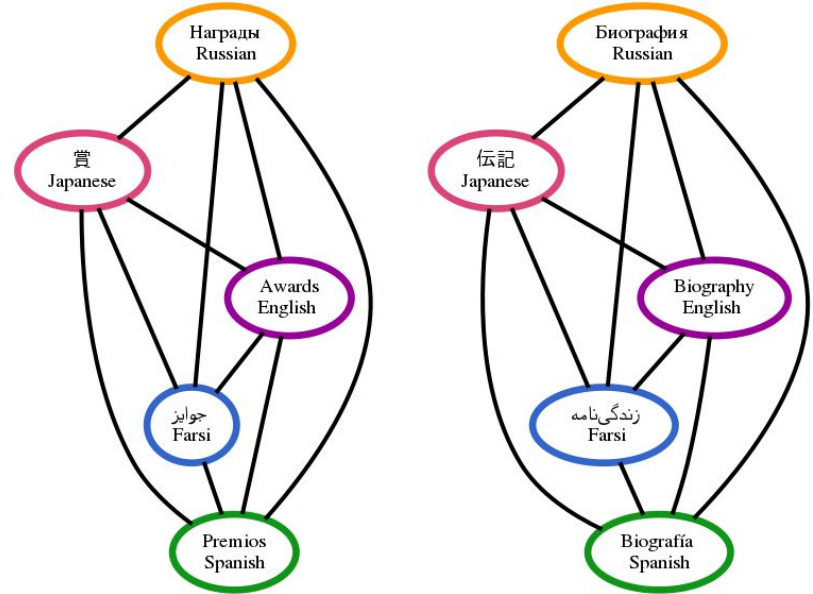 Награды
Russian
賞
Japanese
Awards
English
جوایز
Farsi
Premios
Spanish
Биография
Russian
伝記
Japanese
Biography
English
زندگی‌نامه
Farsi
Biografía
Spanish